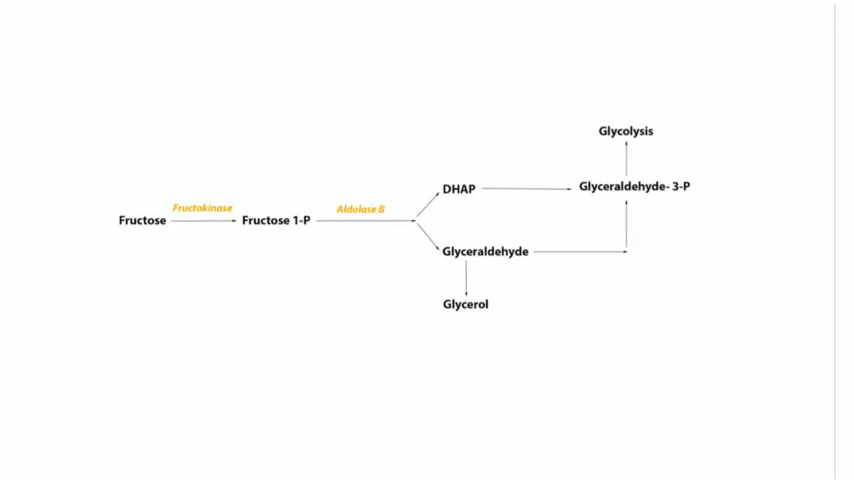 Glycolysis
DHAP
Glyceraldehyde- 3-P
Fructokinase
Aldolase B
Fructose
Fructose 1-P
Glyceraldehyde
Glycerol